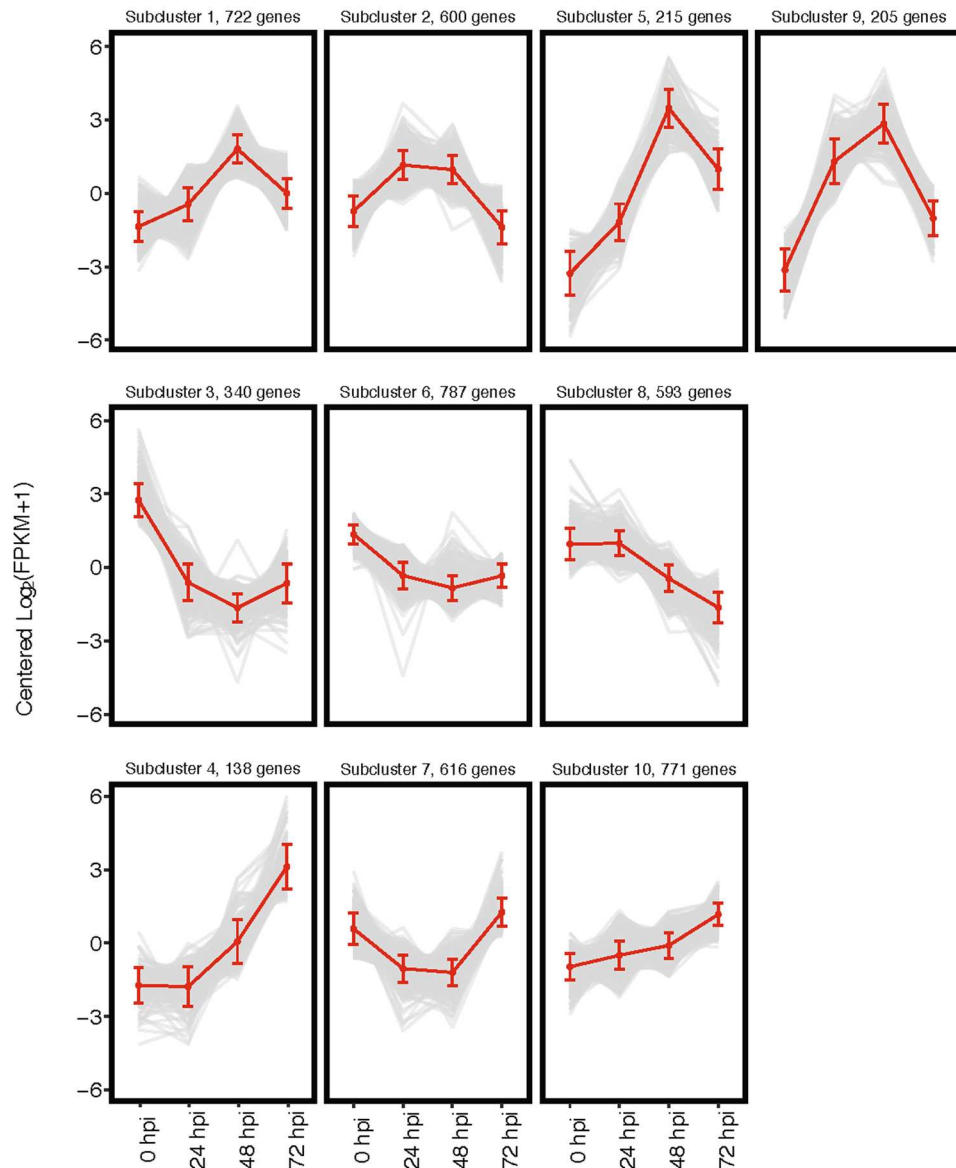 Subcluster 1, 722 genes
Subcluster 2, 600 genes
Subcluster 5, 215 genes
Subcluster 9, 205 genes
6
3
0
−3
−6
Centered Log₂(FPKM+1)
Subcluster 3, 340 genes
Subcluster 6, 787 genes
Subcluster 8, 593 genes
6
3
0
−3
−6
Subcluster 4, 138 genes
Subcluster 7, 616 genes
Subcluster 10, 771 genes
6
3
0
−3
−6
0 hpi
24 hpi
48 hpi
72 hpi
0 hpi
24 hpi
48 hpi
72 hpi
0 hpi
24 hpi
48 hpi
72 hpi